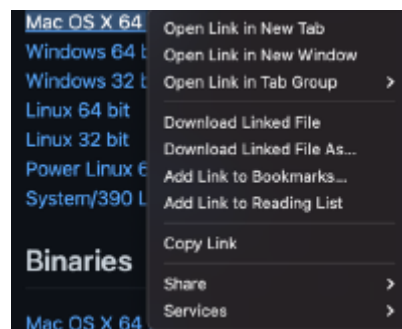 Mac OS X 64
Windows 64 b
Windows 32 b
Linux 64 bit
Linux 32 bit
Power Linux 6
System/390 L
Binaries
Mac OS X 64
Open Link in New Tab
Open Link in New Window
Open Link in Tab Group >
Download Linked File
Download Linked File As...
Add Link to Bookmarks...
Add Link to Reading List
Copy Link
Share >
Services >